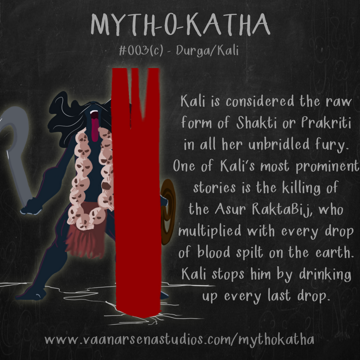 MYTH-O-KATHA
#003(c) - Durga/Kali
Kali is considered the raw
form of Shakti or Prakriti
in all her unbridled fury.
One of Kali's most prominent
stories is the killing of
the Asur RaktaBij, who
multiplied with every drop
of blood spilt on the earth.
Kali stops him by drinking
up every last drop.
www.vaanarsenastudios.com/mythokatha